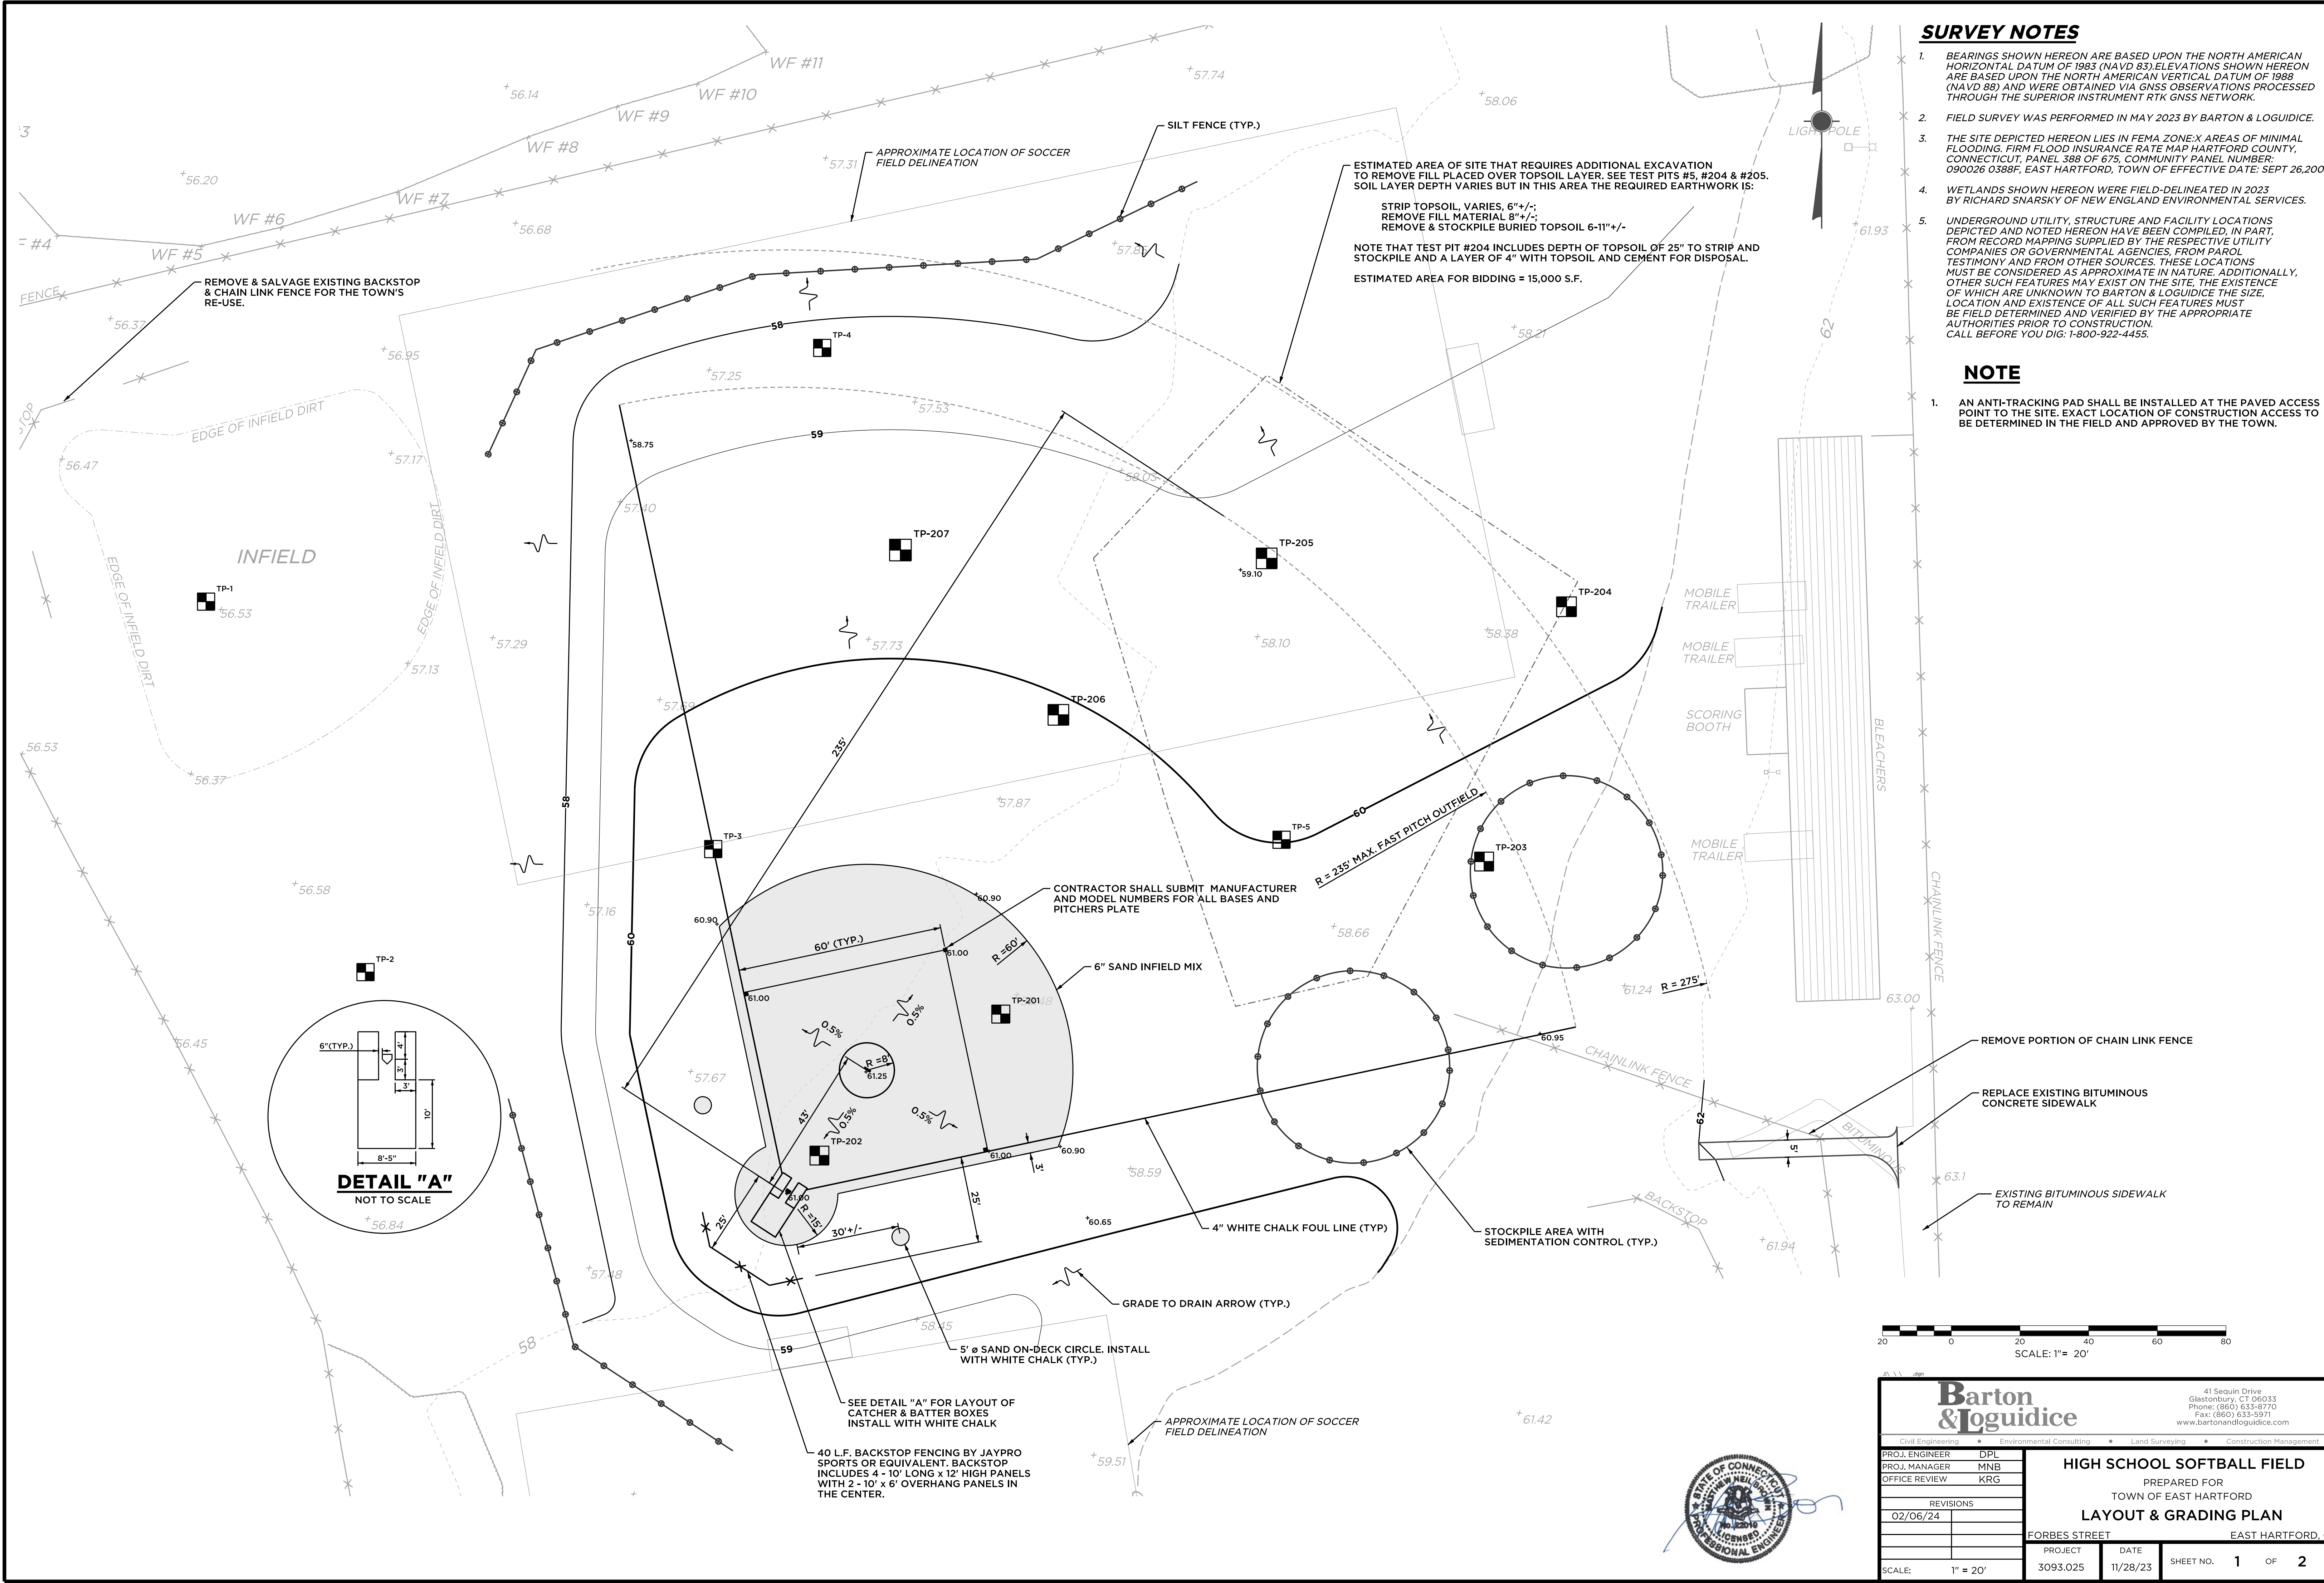 SURVEY NOTES
1. BEARINGS SHOWN HEREON ARE BASED UPON THE NORTH AMERICAN
HORIZONTAL DATUM OF 1983 (NAVD 83).ELEVATIONS SHOWN HEREON
ARE BASED UPON THE NORTH AMERICAN VERTICAL DATUM OF 1988
(NAVD 88) AND WERE OBTAINED VIA GNSS OBSERVATIONS PROCESSED
THROUGH THE SUPERIOR INSTRUMENT RTK GNSS NETWORK.
2. FIELD SURVEY WAS PERFORMED IN MAY 2023 BY BARTON & LOGUIDICE.
3. THE SITE DEPICTED HEREON LIES IN FEMA ZONE:X AREAS OF MINIMAL
FLOODING. FIRM FLOOD INSURANCE RATE MAP HARTFORD COUNTY,
CONNECTICUT, PANEL 388 OF 675, COMMUNITY PANEL NUMBER:
090026 0388F, EAST HARTFORD, TOWN OF EFFECTIVE DATE: SEPT 26,200
4. WETLANDS SHOWN HEREON WERE FIELD-DELINEATED IN 2023
BY RICHARD SNARSKY OF NEW ENGLAND ENVIRONMENTAL SERVICES.
5. UNDERGROUND UTILITY, STRUCTURE AND FACILITY LOCATIONS
DEPICTED AND NOTED HEREON HAVE BEEN COMPILED, IN PART,
FROM RECORD MAPPING SUPPLIED BY THE RESPECTIVE UTILITY
COMPANIES OR GOVERNMENTAL AGENCIES, FROM PAROL
TESTIMONY AND FROM OTHER SOURCES. THESE LOCATIONS
MUST BE CONSIDERED AS APPROXIMATE IN NATURE. ADDITIONALLY,
OTHER SUCH FEATURES MAY EXIST ON THE SITE, THE EXISTENCE
OF WHICH ARE UNKNOWN TO BARTON & LOGUIDICE THE SIZE,
LOCATION AND EXISTENCE OF ALL SUCH FEATURES MUST
BE FIELD DETERMINED AND VERIFIED BY THE APPROPRIATE
AUTHORITIES PRIOR TO CONSTRUCTION.
CALL BEFORE YOU DIG: 1-800-922-4455.
NOTE
1. AN ANTI-TRACKING PAD SHALL BE INSTALLED AT THE PAVED ACCESS
POINT TO THE SITE. EXACT LOCATION OF CONSTRUCTION ACCESS TO
BE DETERMINED IN THE FIELD AND APPROVED BY THE TOWN.
WF #11
WF #10
WF #9
WF #8
WF #7
WF #6
WF #5
#4
56.14
57.74
58.06
57.31
56.20
56.68
57.85
61.93
LIGHT POLE
SILT FENCE (TYP.)
APPROXIMATE LOCATION OF SOCCER
FIELD DELINEATION
ESTIMATED AREA OF SITE THAT REQUIRES ADDITIONAL EXCAVATION
TO REMOVE FILL PLACED OVER TOPSOIL LAYER. SEE TEST PITS #5, #204 & #205.
SOIL LAYER DEPTH VARIES BUT IN THIS AREA THE REQUIRED EARTHWORK IS:
STRIP TOPSOIL, VARIES, 6"+/-;
REMOVE FILL MATERIAL 8"+/-;
REMOVE & STOCKPILE BURIED TOPSOIL 6-11"+/-
NOTE THAT TEST PIT #204 INCLUDES DEPTH OF TOPSOIL OF 25" TO STRIP AND
STOCKPILE AND A LAYER OF 4" WITH TOPSOIL AND CEMENT FOR DISPOSAL.
ESTIMATED AREA FOR BIDDING = 15,000 S.F.
REMOVE & SALVAGE EXISTING BACKSTOP
& CHAIN LINK FENCE FOR THE TOWN'S
RE-USE.
FENCE
56.37
56.95
58
TP-4
57.25
57.53
58.21
62
EDGE OF INFIELD DIRT
56.47
57.17
58.75
59
58.03
57.40
INFIELD
EDGE OF INFIELD DIRT
EDGE OF INFIELD DIRT
TP-1
56.53
57.29
57.13
TP-207
TP-205
59.10
TP-204
58.10
58.38
57.73
57.69
TP-206
235'
MOBILE
TRAILER
MOBILE
TRAILER
SCORING
BOOTH
BLEACHERS
MOBILE
TRAILER
CHAINLINK FENCE
56.53
56.37
58
57.87
60
TP-5
R = 235' MAX. FAST PITCH OUTFIELD
TP-203
TP-3
56.58
57.16
60
60.90
60.90
CONTRACTOR SHALL SUBMIT MANUFACTURER
AND MODEL NUMBERS FOR ALL BASES AND
PITCHERS PLATE
58.66
60' (TYP.)
61.00
R =60'
6" SAND INFIELD MIX
61.00
TP-201
61.24
R = 275'
63.00
TP-2
56.45
0.5%
0.5%
R =8'
61.25
60.95
CHAINLINK FENCE
REMOVE PORTION OF CHAIN LINK FENCE
6"(TYP.)
4'
3'
3'
10'
8'-5"
DETAIL "A"
NOT TO SCALE
56.84
57.67
43'
0.5%
0.5%
TP-202
61.00
60.90
3'
58.59
62
5'
BITUMINOUS
REPLACE EXISTING BITUMINOUS
CONCRETE SIDEWALK
63.1
EXISTING BITUMINOUS SIDEWALK
TO REMAIN
61.00
25'
R =15'
30'+/-
25'
60.65
4" WHITE CHALK FOUL LINE (TYP)
STOCKPILE AREA WITH
SEDIMENTATION CONTROL (TYP.)
BACKSTOP
61.94
57.48
GRADE TO DRAIN ARROW (TYP.)
58
58.45
59
5' ø SAND ON-DECK CIRCLE. INSTALL
WITH WHITE CHALK (TYP.)
SEE DETAIL "A" FOR LAYOUT OF
CATCHER & BATTER BOXES
INSTALL WITH WHITE CHALK
APPROXIMATE LOCATION OF SOCCER
FIELD DELINEATION
61.42
59.51
40 L.F. BACKSTOP FENCING BY JAYPRO
SPORTS OR EQUIVALENT. BACKSTOP
INCLUDES 4 - 10' LONG x 12' HIGH PANELS
WITH 2 - 10' x 6' OVERHANG PANELS IN
THE CENTER.
20 0 20 40 60 80
SCALE: 1"= 20'
STATE OF CONNECTICUT
No. 22019
LICENSED
PROFESSIONAL ENGINEER
Barton
&Loguidice
41 Sequin Drive
Glastonbury, CT 06033
Phone: (860) 633-8770
Fax: (860) 633-5971
www.bartonandloguidice.com
Civil Engineering • Environmental Consulting • Land Surveying • Construction Management
PROJ. ENGINEER DPL
PROJ. MANAGER MNB
OFFICE REVIEW KRG
REVISIONS
02/06/24
SCALE: 1" = 20'
HIGH SCHOOL SOFTBALL FIELD
PREPARED FOR
TOWN OF EAST HARTFORD
LAYOUT & GRADING PLAN
FORBES STREET EAST HARTFORD,
PROJECT
3093.025
DATE
11/28/23
SHEET NO. 1 OF 2